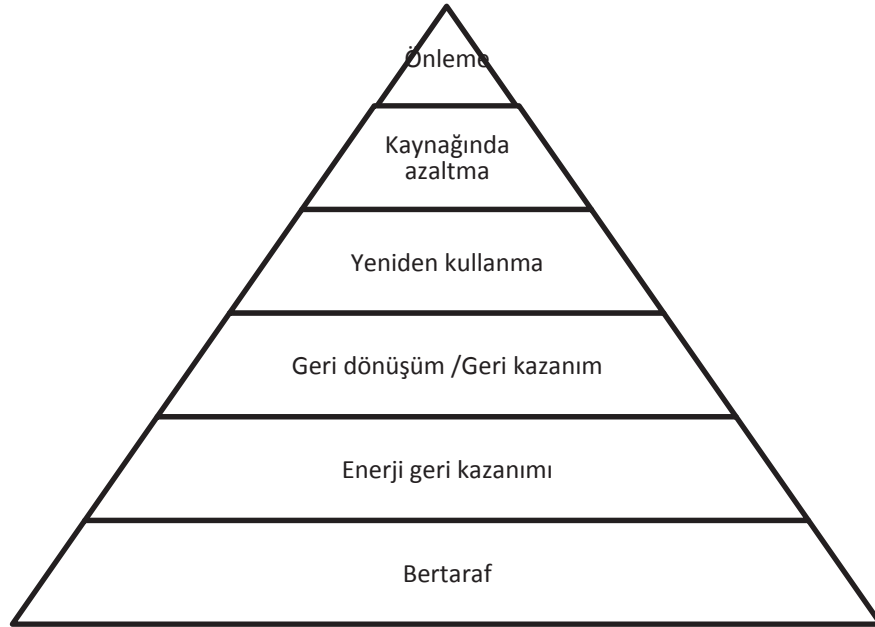 Önleme
Kaynağında
azaltma
Yeniden kullanma
Geri dönüşüm /Geri kazanım
Enerji geri kazanımı
Bertaraf